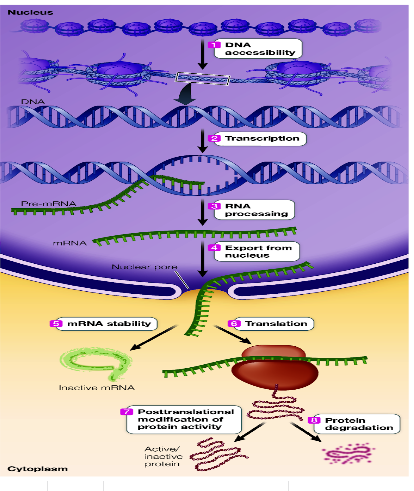 Nucleus
1 DNA
accessibility
DNA
2 Transcription
Pre-mRNA
3 RNA
processing
mRNA
4 Export from
nucleus
Nuclear pore
5 mRNA stability
6 Translation
Inactive mRNA
7 Posttranslational
modification of
protein activity
8 Protein
degradation
Active/
inactive
protein
Cytoplasm